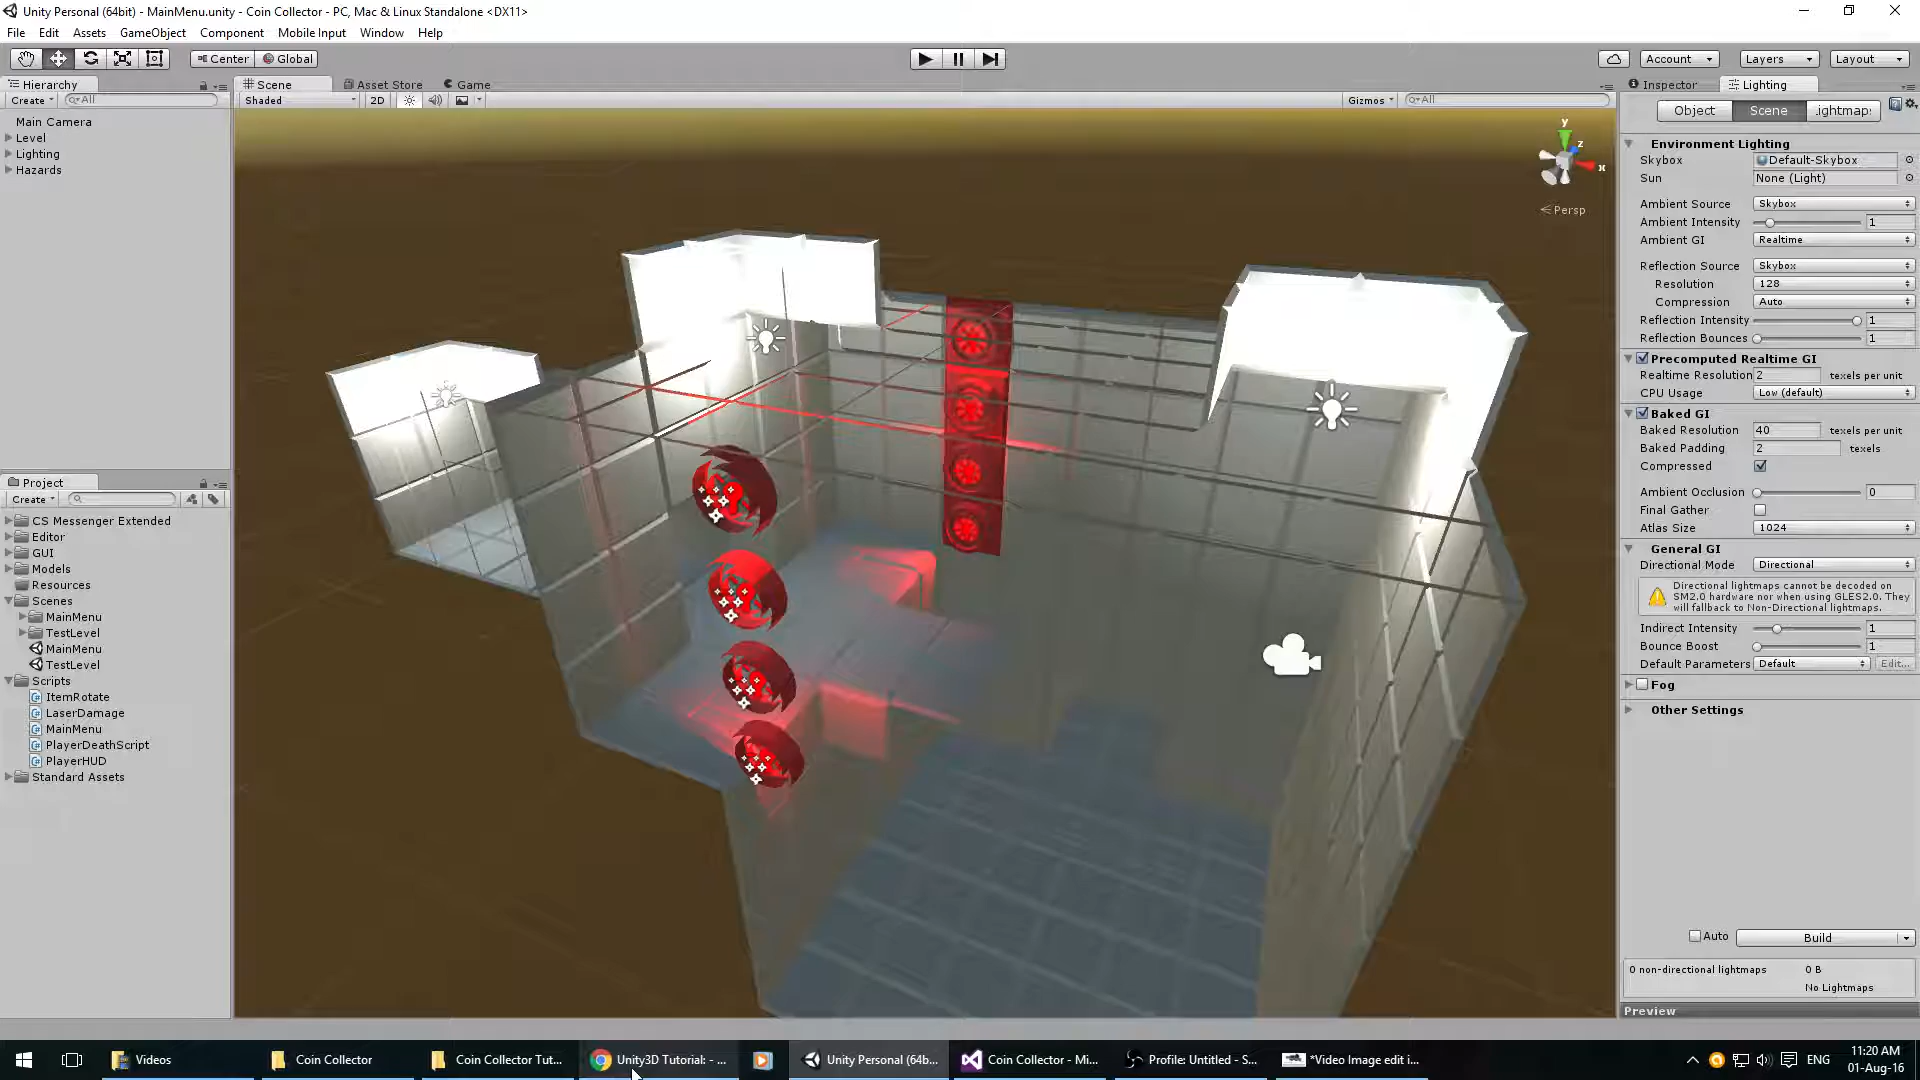 Unity Personal (64bit) - MainMenu.unity - Coin Collector - PC, Mac & Linux Standalone <DX11>
File Edit Assets GameObject Component Mobile Input Window Help
Center Global Account Layers Layout
Hierarchy
Create All
Main Camera
Level
Lighting
Hazards
Scene Asset Store Game
Shaded 2D Gizmos All
y
z
x
Persp
Project
Create
CS Messenger Extended
Editor
GUI
Models
Resources
Scenes
MainMenu
TestLevel
MainMenu
TestLevel
Scripts
ItemRotate
LaserDamage
MainMenu
PlayerDeathScript
PlayerHUD
Standard Assets
Inspector Lighting
Object Scene .ightmap:
Environment Lighting
Skybox Default-Skybox
Sun None (Light)
Ambient Source Skybox
Ambient Intensity 1
Ambient GI Realtime
Reflection Source Skybox
Resolution 128
Compression Auto
Reflection Intensity 1
Reflection Bounces 1
Precomputed Realtime GI
Realtime Resolution 2 texels per unit
CPU Usage Low (default)
Baked GI
Baked Resolution 40 texels per unit
Baked Padding 2 texels
Compressed
Ambient Occlusion 0
Final Gather
Atlas Size 1024
General GI
Directional Mode Directional
Directional lightmaps cannot be decoded on
SM2.0 hardware nor when using GLES2.0. They
will fallback to Non-Directional lightmaps.
Indirect Intensity 1
Bounce Boost 1
Default Parameters Default Edit...
Fog
Other Settings
Auto Build
0 non-directional lightmaps 0 B
No Lightmaps
Preview
Videos Coin Collector Coin Collector Tut... Unity3D Tutorial: - ... Unity Personal (64b... Coin Collector - Mi... Profile: Untitled - S... *Video Image edit i... ENG
11:20 AM
01-Aug-16